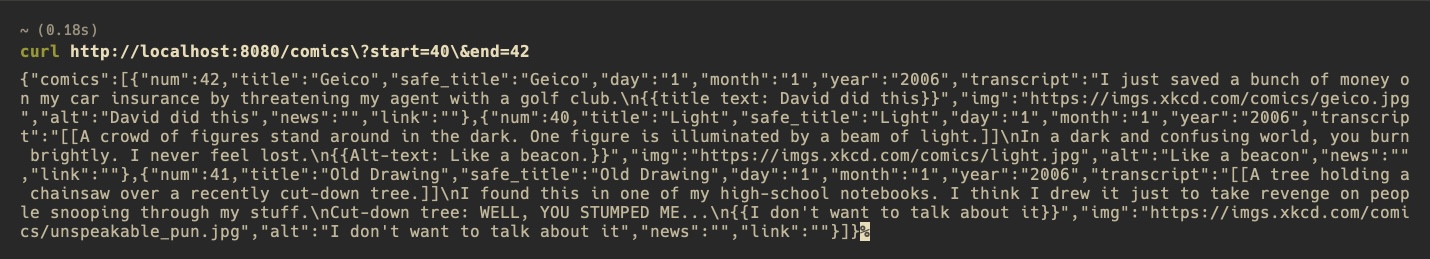 ~ (0.18s)
curl http://localhost:8080/comics\?start=40\&end=42
{"comics":[{"num":42,"title":"Geico","safe_title":"Geico","day":"1","month":"1","year":"2006","transcript":"I just saved a bunch of money o
n my car insurance by threatening my agent with a golf club.\n{{title text: David did this}}","img":"https://imgs.xkcd.com/comics/geico.jpg
","alt":"David did this","news":"","link":""},{"num":40,"title":"Light","safe_title":"Light","day":"1","month":"1","year":"2006","transcrip
t":"[[A crowd of figures stand around in the dark. One figure is illuminated by a beam of light.]]\nIn a dark and confusing world, you burn
 brightly. I never feel lost.\n{{Alt-text: Like a beacon.}}","img":"https://imgs.xkcd.com/comics/light.jpg","alt":"Like a beacon","news":""
,"link":""},{"num":41,"title":"Old Drawing","safe_title":"Old Drawing","day":"1","month":"1","year":"2006","transcript":"[[A tree holding a
 chainsaw over a recently cut-down tree.]]\nI found this in one of my high-school notebooks. I think I drew it just to take revenge on peop
le snooping through my stuff.\nCut-down tree: WELL, YOU STUMPED ME...\n{{I don't want to talk about it}}","img":"https://imgs.xkcd.com/comi
cs/unspeakable_pun.jpg","alt":"I don't want to talk about it","news":"","link":""}]}%